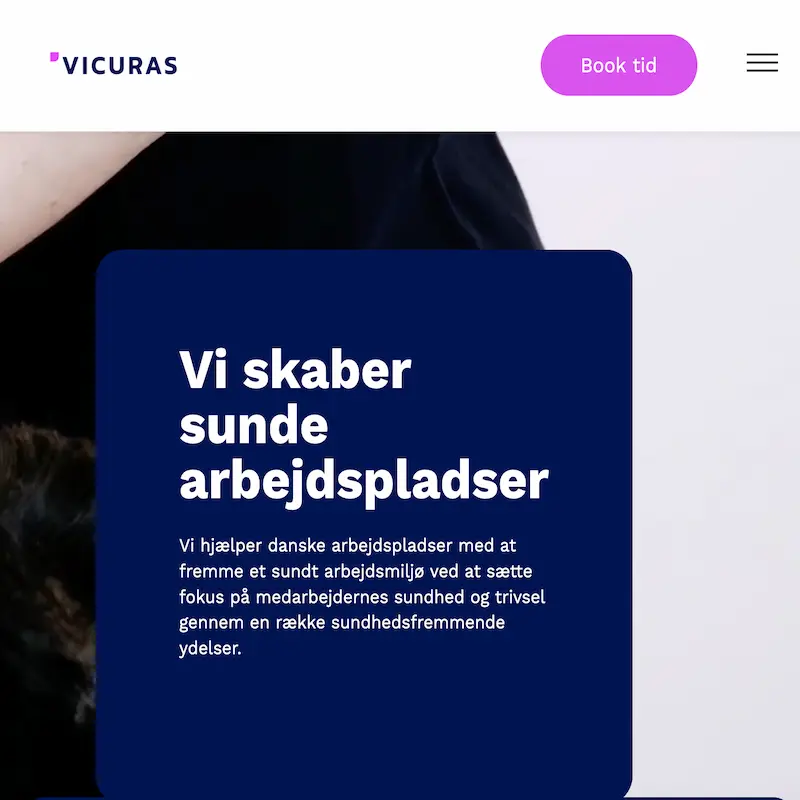 VICURAS
Book tid
Vi skaber
sunde
arbejdspladser
Vi hjælper danske arbejdspladser med at
fremme et sundt arbejdsmiljø ved at sætte
fokus på medarbejdernes sundhed og trivsel
gennem en række sundhedsfremmende
ydelser.